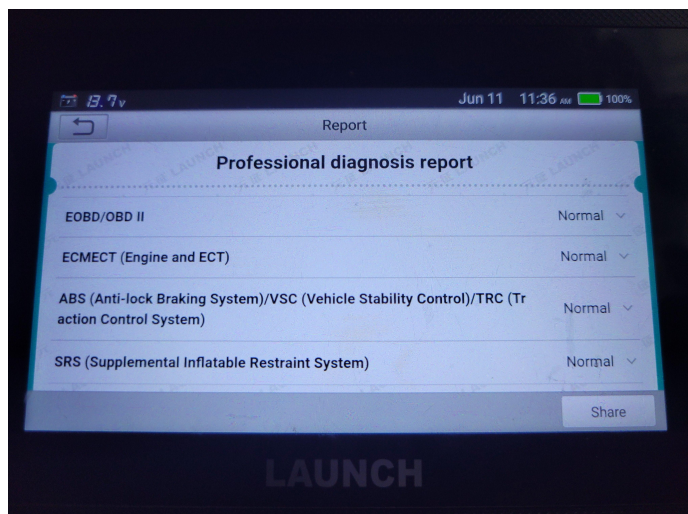 13.7v Jun 11 11:36 AM 100%
Report
Professional diagnosis report
EOBD/OBD II Normal
ECMECT (Engine and ECT) Normal
ABS (Anti-lock Braking System)/VSC (Vehicle Stability Control)/TRC (Tr
action Control System) Normal
SRS (Supplemental Inflatable Restraint System) Normal
Share
LAUNCH